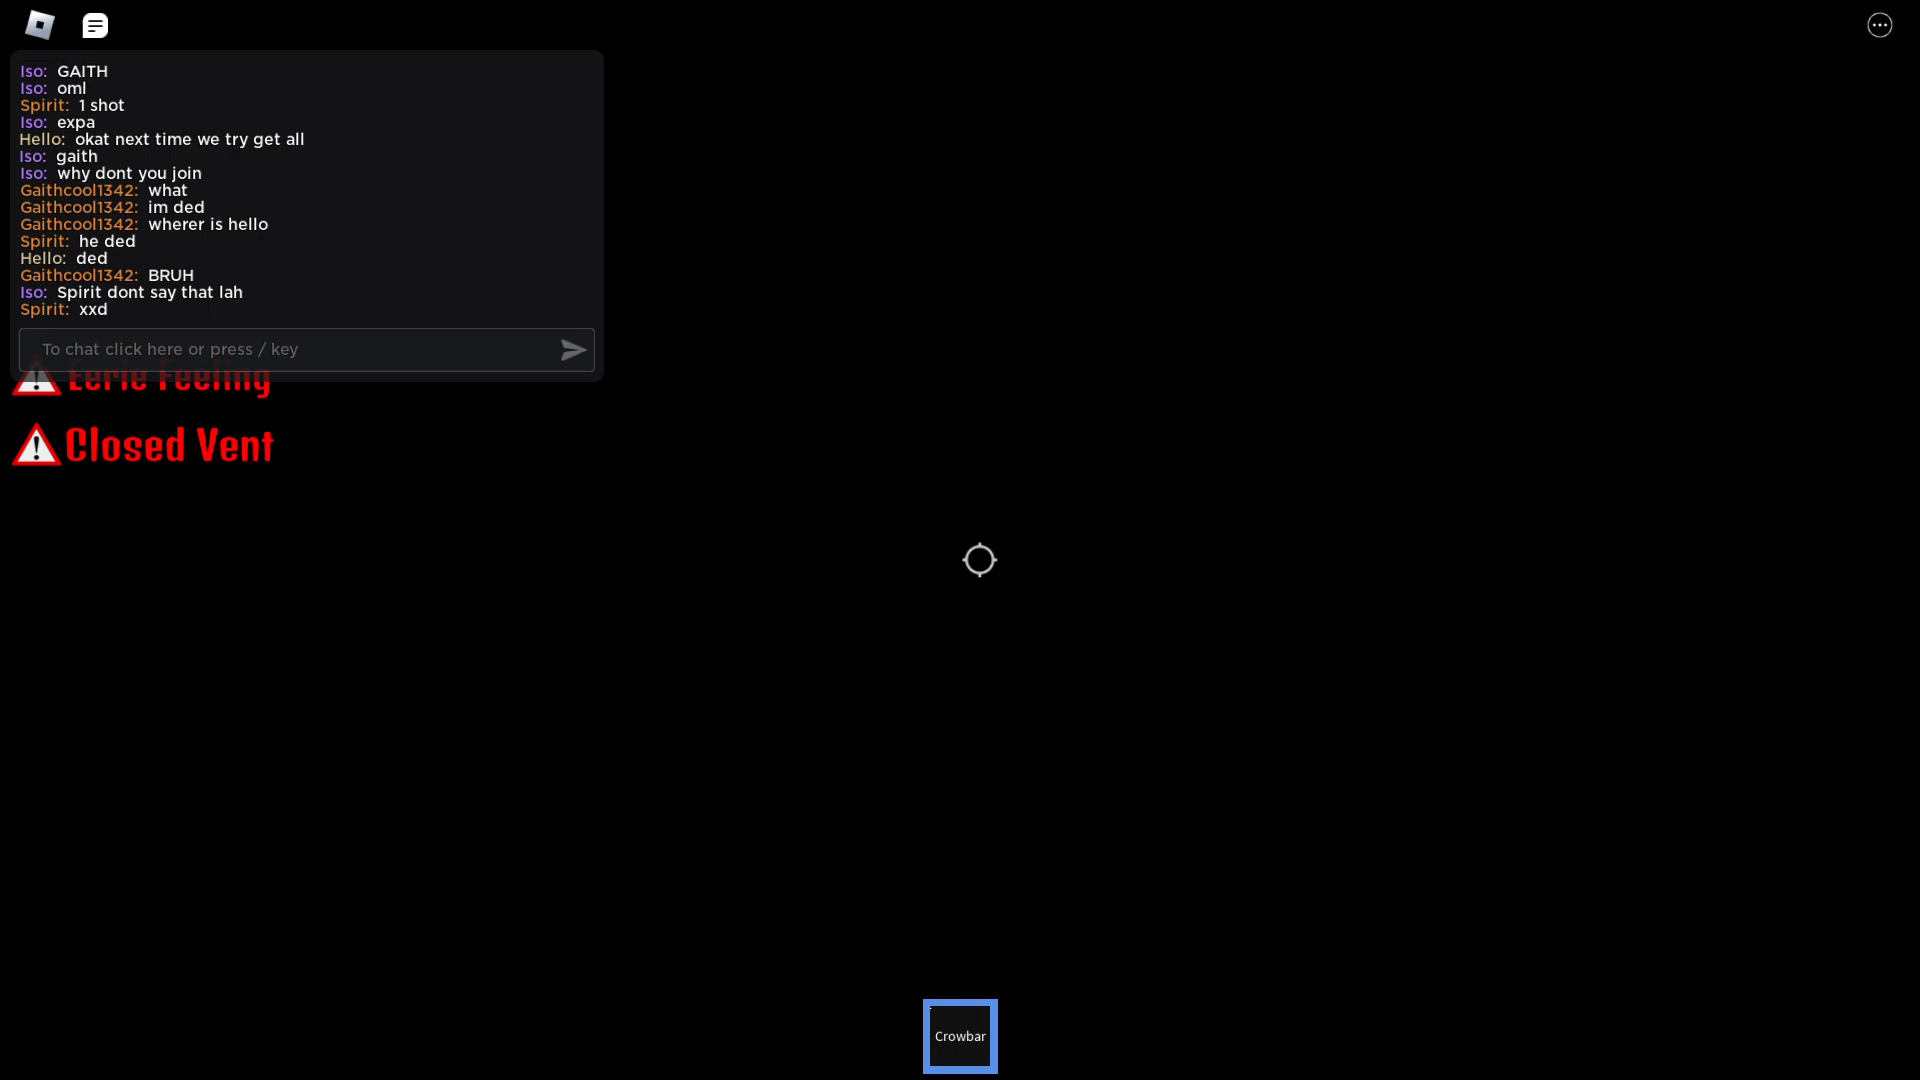 Iso: GAITH
Iso: oml
Spirit: 1 shot
Iso: expa
Hello: okat next time we try get all
Iso: gaith
Iso: why dont you join
Gaithcool1342: what
Gaithcool1342: im ded
Gaithcool1342: wherer is hello
Spirit: he ded
Hello: ded
Gaithcool1342: BRUH
Iso: Spirit dont say that lah
Spirit: xxd
To chat click here or press / key
Eerie Feeling
Closed Vent
Crowbar